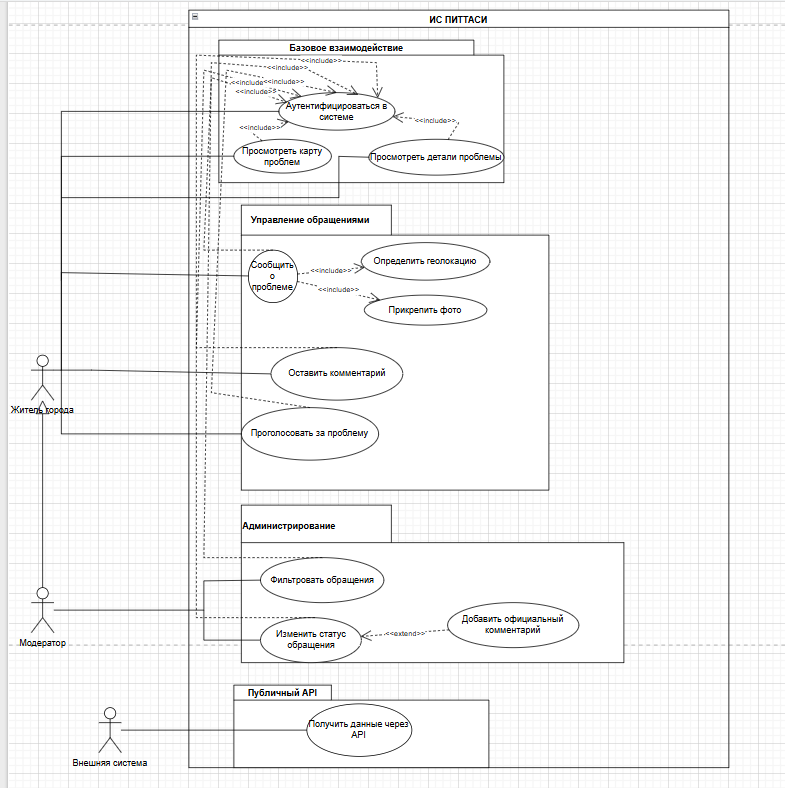 ИС ПИТТАСИ
Базовое взаимодействие
<<include>>
<<include>>
<<include>>
<<include>>
<<include>>
Аутентифицироваться в
системе
<<include>>
<<include>>
Просмотреть карту
проблем
Просмотреть детали проблемы
Управление обращениями
Сообщить
о
проблеме
<<include>>
Определить геолокацию
<<include>>
Прикрепить фото
Оставить комментарий
Житель города
Проголосовать за проблему
Администрирование
Фильтровать обращения
Модератор
Изменить статус
обращения
<<extend>>
Добавить официальный
комментарий
Публичный API
Получить данные через
API
Внешняя система